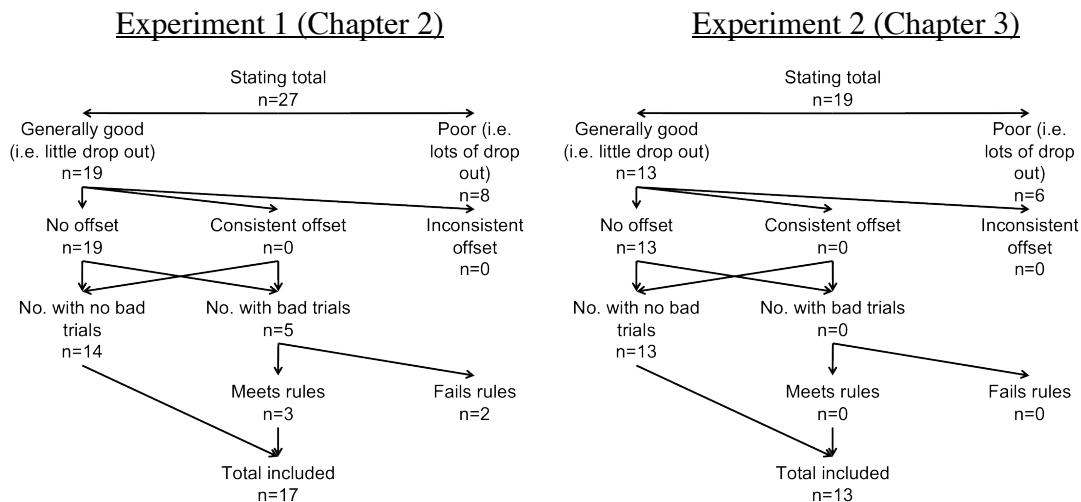 Experiment 1 (Chapter 2)
Stating total
n=27
Generally good
(i.e. little drop out)
n=19
Poor (i.e.
lots of drop
out)
n=8
No offset
n=19
Consistent offset
n=0
Inconsistent
offset
n=0
No. with no bad
trials
n=14
No. with bad trials
n=5
Meets rules
n=3
Fails rules
n=2
Total included
n=17
Experiment 2 (Chapter 3)
Stating total
n=19
Generally good
(i.e. little drop out)
n=13
Poor (i.e.
lots of drop
out)
n=6
No offset
n=13
Consistent offset
n=0
Inconsistent
offset
n=0
No. with no bad
trials
n=13
No. with bad trials
n=0
Meets rules
n=0
Fails rules
n=0
Total included
n=13